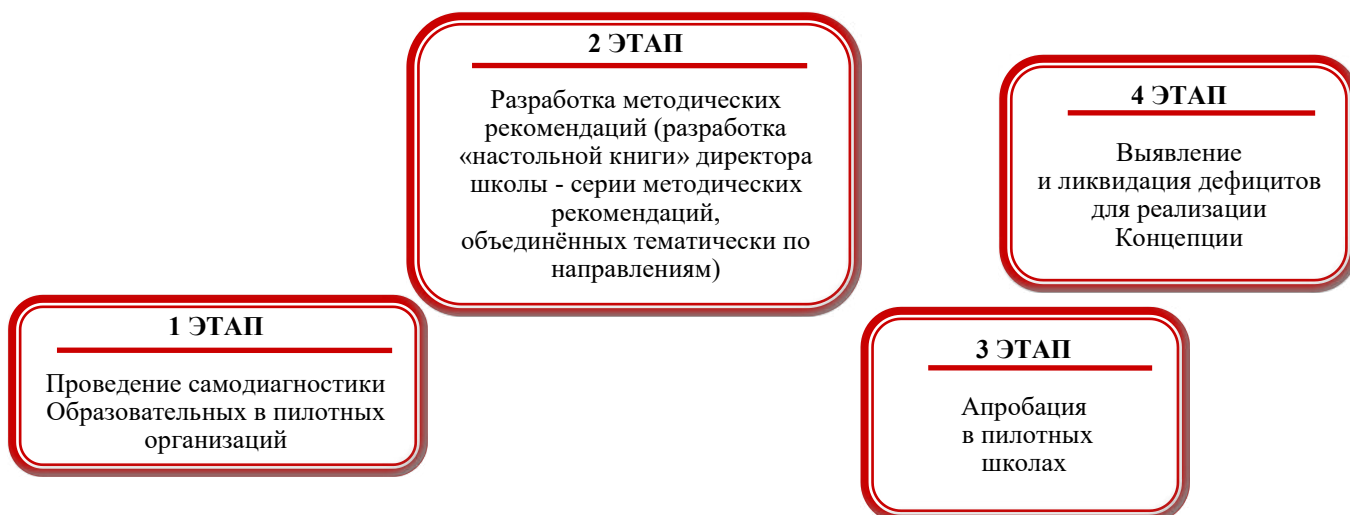 1 ЭТАП
Проведение самодиагностики
Образовательных в пилотных
организаций
2 ЭТАП
Разработка методических
рекомендаций (разработка
«настольной книги» директора
школы - серии методических
рекомендаций,
объединённых тематически по
направлениям)
3 ЭТАП
Апробация
в пилотных
школах
4 ЭТАП
Выявление
и ликвидация дефицитов
для реализации
Концепции